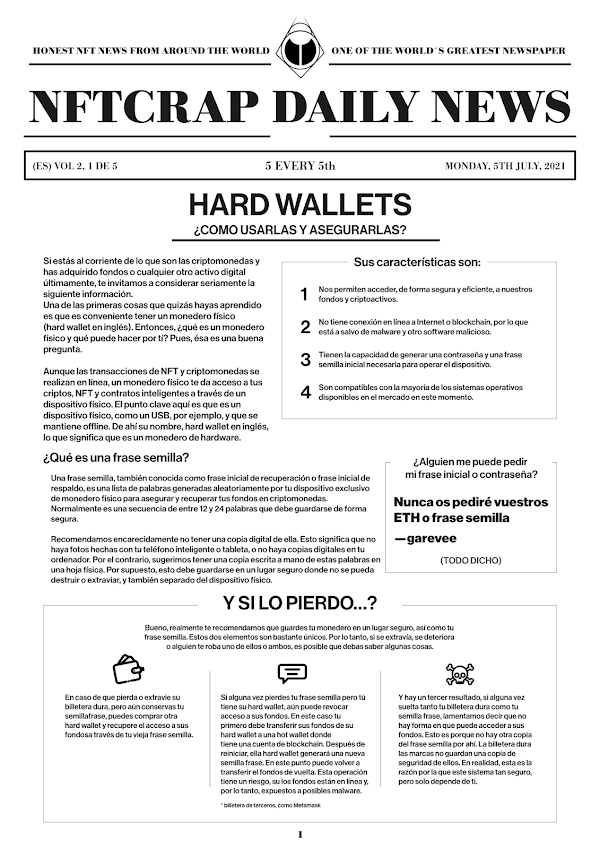 HONEST NFT NEWS FROM AROUND THE WORLD
ONE OF THE WORLD´S GREATEST NEWSPAPER
NFTCRAP DAILY NEWS
(ES) VOL 2, 1 DE 5
5 EVERY 5th
MONDAY, 5TH JULY, 2021
HARD WALLETS
¿COMO USARLAS Y ASEGURARLAS?
Si estás al corriente de lo que son las criptomonedas y
has adquirido fondos o cualquier otro activo digital
últimamente, te invitamos a considerar seriamente la
siguiente información.
Una de las primeras cosas que quizás hayas aprendido
es que es conveniente tener un monedero físico
(hard wallet en inglés). Entonces, ¿qué es un monedero
físico y qué puede hacer por tí? Pues, ésa es una buena
pregunta.
Aunque las transacciones de NFT y criptomonedas se
realizan en línea, un monedero físico te da acceso a tus
criptos, NFT y contratos inteligentes a través de un
dispositivo físico. El punto clave aquí es que es un
dispositivo físico, como un USB, por ejemplo, y que se
mantiene offline. De ahí su nombre, hard wallet en inglés,
lo que significa que es un monedero de hardware.
Sus características son:
1 Nos permiten acceder, de forma segura y eficiente, a nuestros
fondos y criptoactivos.
2 No tiene conexión en línea a Internet o blockchain, por lo que
está a salvo de malware y otro software malicioso.
3 Tienen la capacidad de generar una contraseña y una frase
semilla inicial necesaria para operar el dispositivo.
4 Son compatibles con la mayoría de los sistemas operativos
disponibles en el mercado en este momento.
¿Qué es una frase semilla?
Una frase semilla, también conocida como frase inicial de recuperación o frase inicial de
respaldo, es una lista de palabras generadas aleatoriamente por tu dispositivo exclusivo
de monedero físico para asegurar y recuperar tus fondos en criptomonedas.
Normalmente es una secuencia de entre 12 y 24 palabras que debe guardarse de forma
segura.
Recomendamos encarecidamente no tener una copia digital de ella. Esto significa que no
haya fotos hechas con tu teléfono inteligente o tableta, o no haya copias digitales en tu
ordenador. Por el contrario, sugerimos tener una copia escrita a mano de estas palabras en
una hoja física. Por supuesto, esto debe guardarse en un lugar seguro donde no se pueda
destruir o extraviar, y también separado del dispositivo físico.
¿Alguien me puede pedir
mi frase inicial o contraseña?
Nunca os pediré vuestros
ETH o frase semilla
—garevee
(TODO DICHO)
Y SI LO PIERDO...?
Bueno, realmente te recomendamos que guardes tu monedero en un lugar seguro, así como tu
frase semilla. Estos dos elementos son bastante únicos. Por lo tanto, si se extravía, se deteriora
o alguien te roba uno de ellos o ambos, es posible que debas saber algunas cosas.
En caso de que pierda o extravie su
billetera dura, pero aún conservas tu
semillafrase, puedes comprar otra
hard wallet y recupere el acceso a sus
fondosa través de tu vieja frase semilla.
Si alguna vez pierdes tu frase semilla pero tú
tiene su hard wallet, aún puede revocar
acceso a sus fondos. En este caso tu
primero debe transferir sus fondos de su
hard wallet a una hot wallet donde
tiene una cuenta de blockchain. Después de
reiniciar, ella hard wallet generará una nueva
semilla frase. En este punto puede volver a
transferir el fondos de vuelta. Esta operación
tiene un riesgo, su los fondos están en línea y,
por lo tanto, expuestos a posibles malware.
* billetera de terceros, como Metamask
Y hay un tercer resultado, si alguna vez
suelta tanto tu billetera dura como tu
semilla frase, lamentamos decir que no
hay forma en que puede acceder a sus
fondos. Esto es porque no hay otra copia
del frase semilla por ahí. La billetera dura
las marcas no guardan una copia de
seguridad de ellos. En realidad, esta es la
razón por la que este sistema tan seguro,
pero solo depende de ti.
1